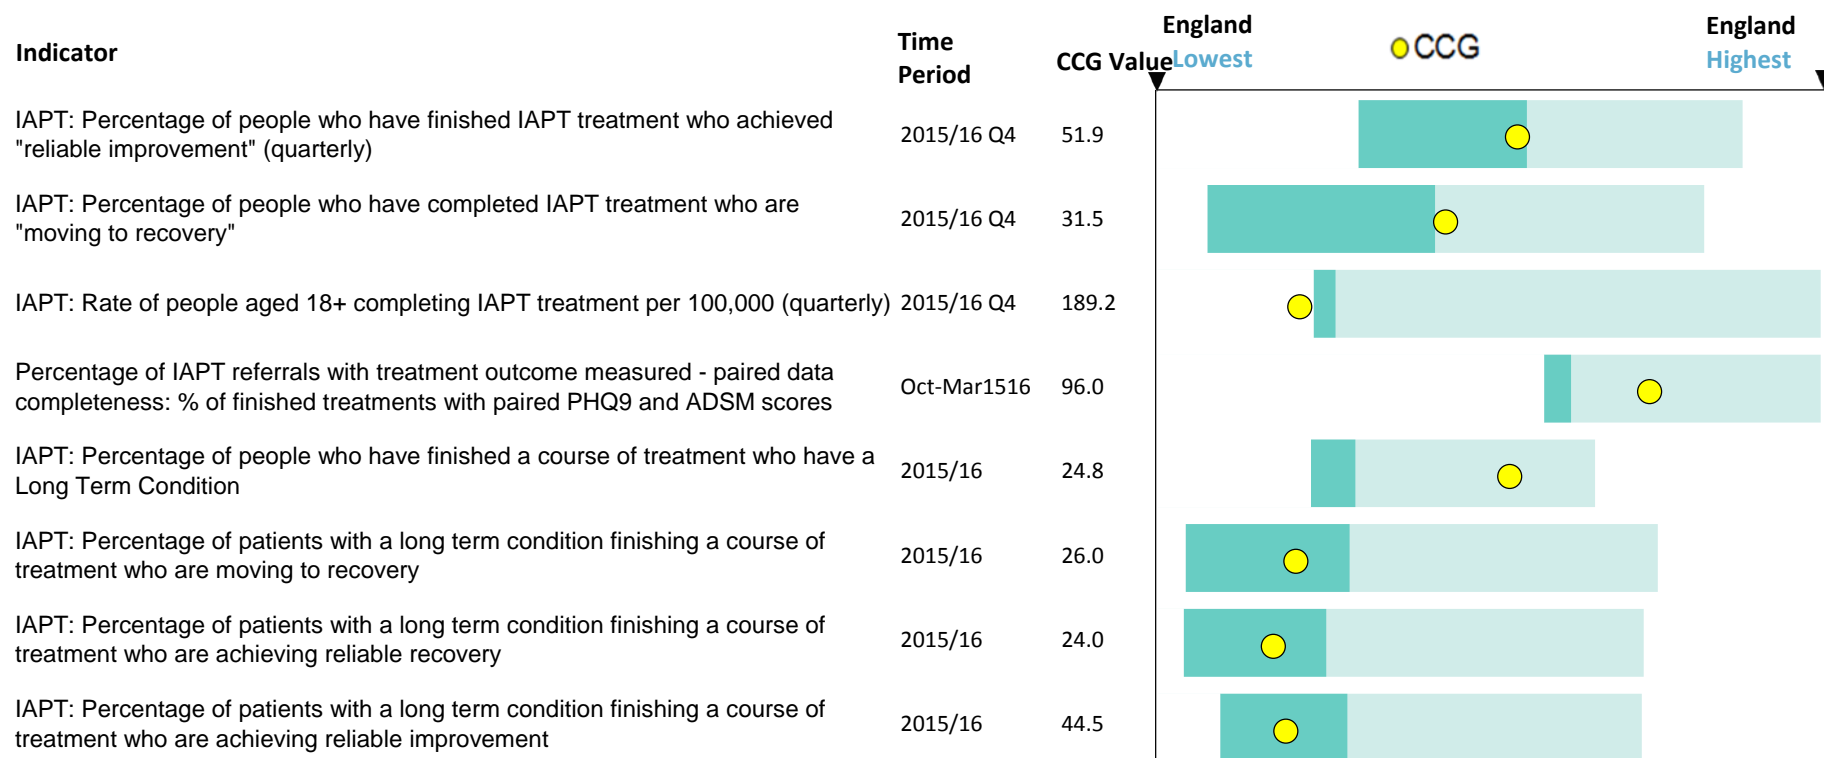 Indicator
Time
Period
CCG Value
England
Lowest
CCG
England
Highest
IAPT: Percentage of people who have finished IAPT treatment who achieved
"reliable improvement" (quarterly)
2015/16 Q4
51.9
IAPT: Percentage of people who have completed IAPT treatment who are
"moving to recovery"
2015/16 Q4
31.5
IAPT: Rate of people aged 18+ completing IAPT treatment per 100,000 (quarterly)
2015/16 Q4
189.2
Percentage of IAPT referrals with treatment outcome measured - paired data
completeness: % of finished treatments with paired PHQ9 and ADSM scores
Oct-Mar1516
96.0
IAPT: Percentage of people who have finished a course of treatment who have a
Long Term Condition
2015/16
24.8
IAPT: Percentage of patients with a long term condition finishing a course of
treatment who are moving to recovery
2015/16
26.0
IAPT: Percentage of patients with a long term condition finishing a course of
treatment who are achieving reliable recovery
2015/16
24.0
IAPT: Percentage of patients with a long term condition finishing a course of
treatment who are achieving reliable improvement
2015/16
44.5